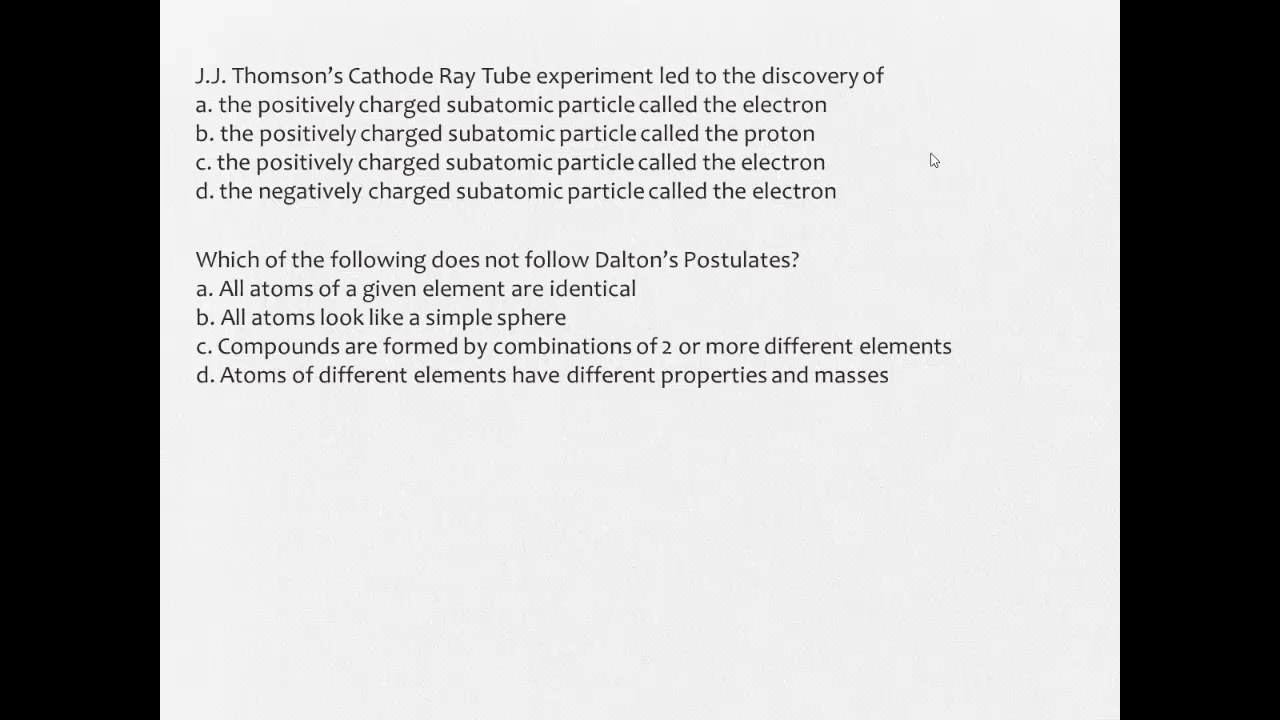 J.J. Thomson’s Cathode Ray Tube experiment led to the discovery of
a. the positively charged subatomic particle called the electron
b. the positively charged subatomic particle called the proton
c. the positively charged subatomic particle called the electron
d. the negatively charged subatomic particle called the electron
Which of the following does not follow Dalton’s Postulates?
a. All atoms of a given element are identical
b. All atoms look like a simple sphere
c. Compounds are formed by combinations of 2 or more different elements
d. Atoms of different elements have different properties and masses